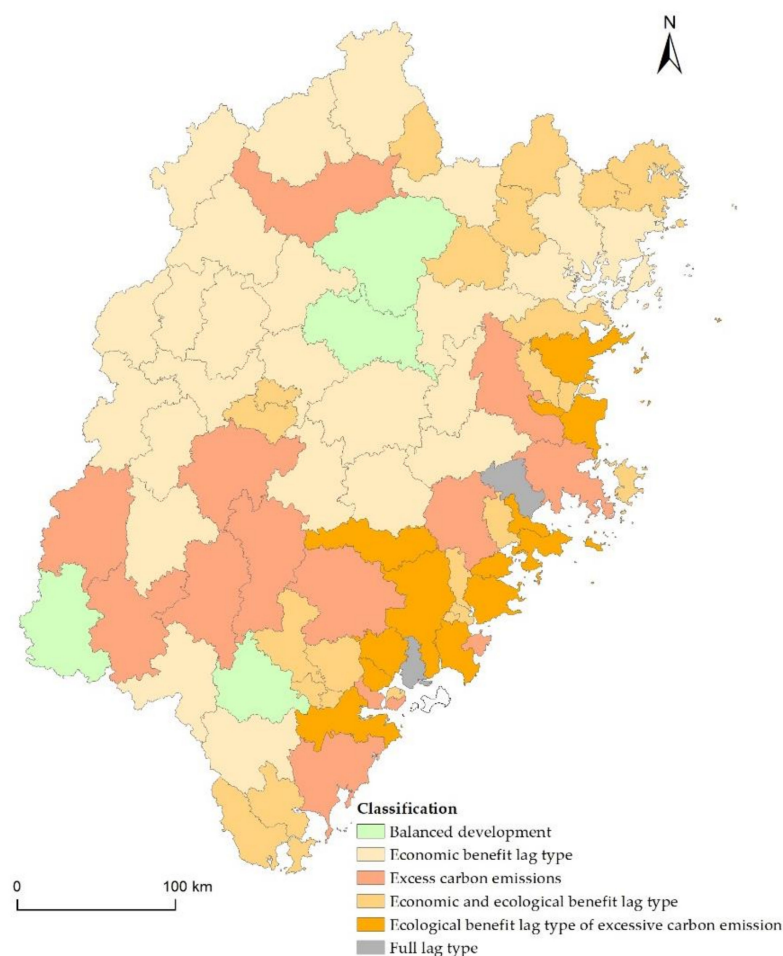 N
Classification
Balanced development
Economic benefit lag type
Excess carbon emissions
Economic and ecological benefit lag type
Ecological benefit lag type of excessive carbon emission
Full lag type
0 100 km